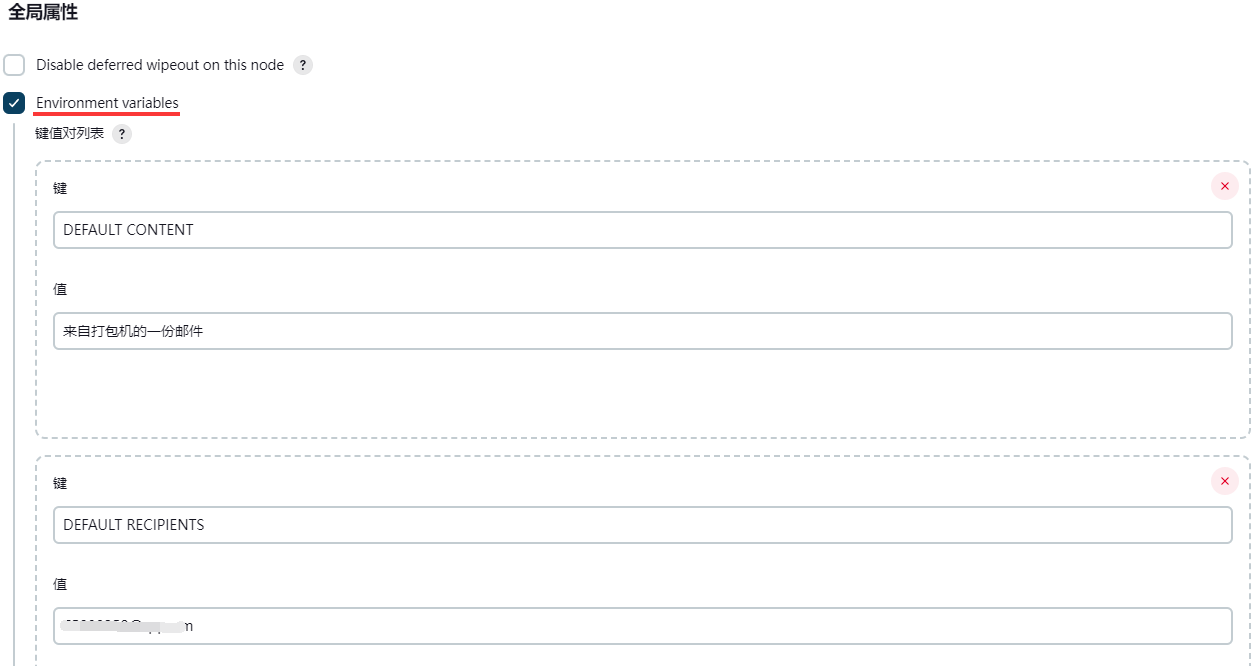 全局属性
Disable deferred wipeout on this node ?
Environment variables
键值对列表 ?
键
DEFAULT CONTENT
值
来自打包机的一份邮件
键
DEFAULT RECIPIENTS
值